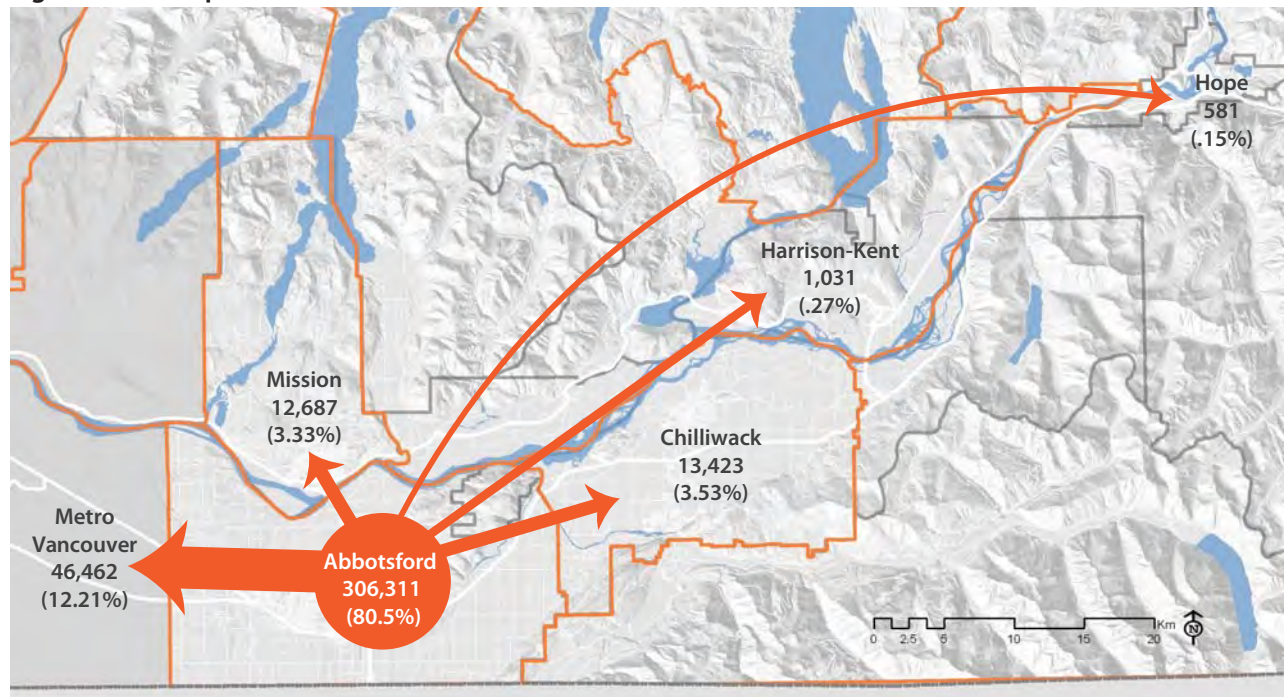 Hope
581
(.15%)
Harrison-Kent
1,031
(.27%)
Mission
12,687
(3.33%)
Chilliwack
13,423
(3.53%)
Metro
Vancouver
46,462
(12.21%)
Abbotsford
306,311
(80.5%)
Km
0 2.5 5 10 15 20
N